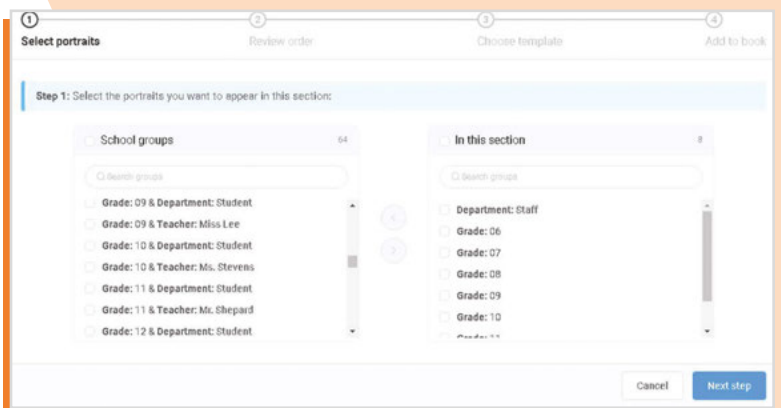 1
2
3
4
Select portraits
Review order
Choose template
Add to book
Step 1: Select the portraits you want to appear in this section:
School groups 64
Search groups
Grade: 09 & Department: Student
Grade: 09 & Teacher: Miss Lee
Grade: 10 & Department: Student
Grade: 10 & Teacher: Ms. Stevens
Grade: 11 & Department: Student
Grade: 11 & Teacher: Mr. Shepard
Grade: 12 & Department: Student
In this section 8
Search groups
Department: Staff
Grade: 06
Grade: 07
Grade: 08
Grade: 09
Grade: 10
Grade: 11
Cancel
Next step